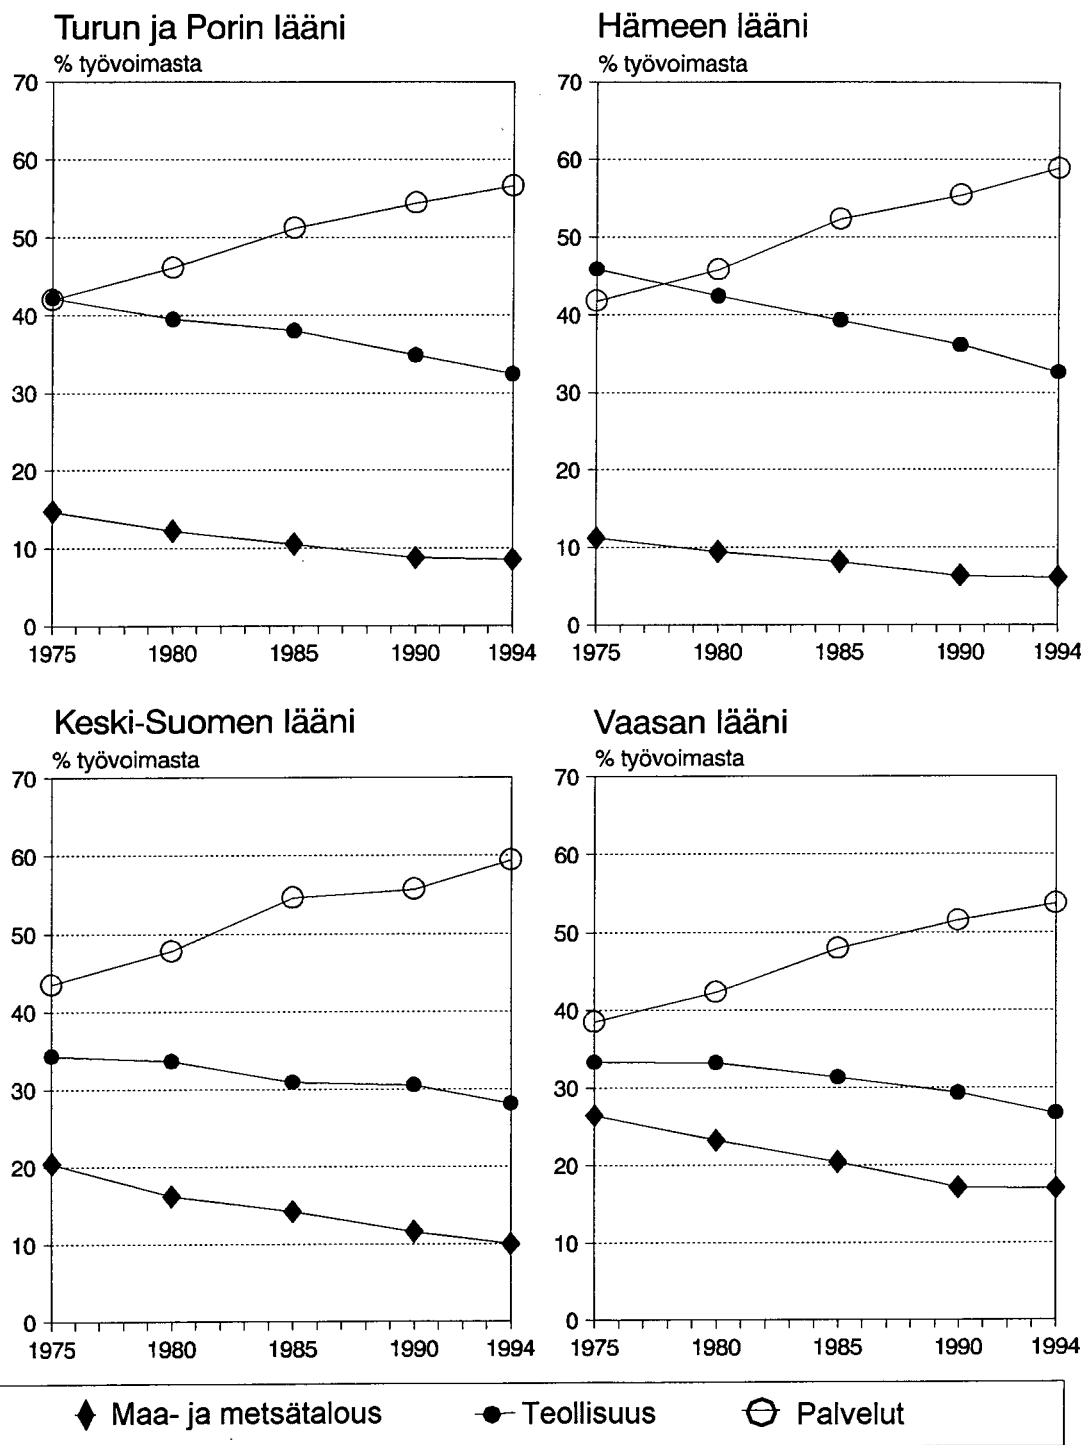 Turun ja Porin lääni
% työvoimasta
70
60
50
40
30
20
10
0
1975 1980 1985 1990 1994
Hämeen lääni
% työvoimasta
70
60
50
40
30
20
10
0
1975 1980 1985 1990 1994
Keski-Suomen lääni
% työvoimasta
70
60
50
40
30
20
10
0
1975 1980 1985 1990 1994
Vaasan lääni
% työvoimasta
70
60
50
40
30
20
10
0
1975 1980 1985 1990 1994
Maa- ja metsätalous Teollisuus Palvelut